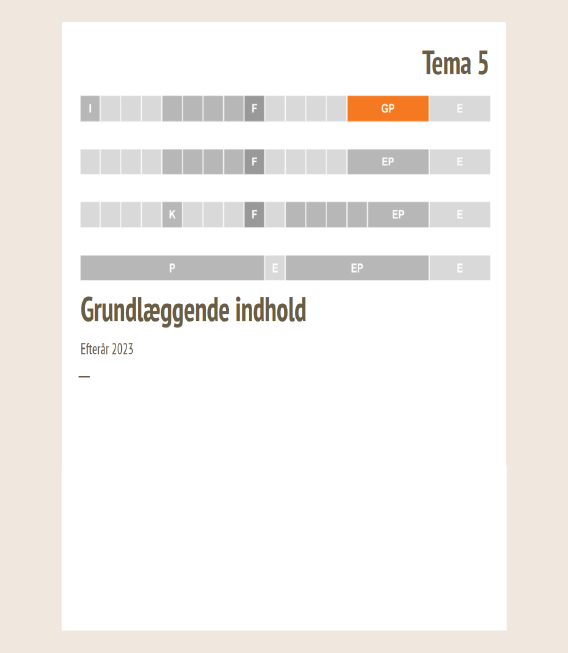 Tema 5
I F GP E
F EP E
K F EP E
P E EP E
Grundlæggende indhold
Efterår 2023